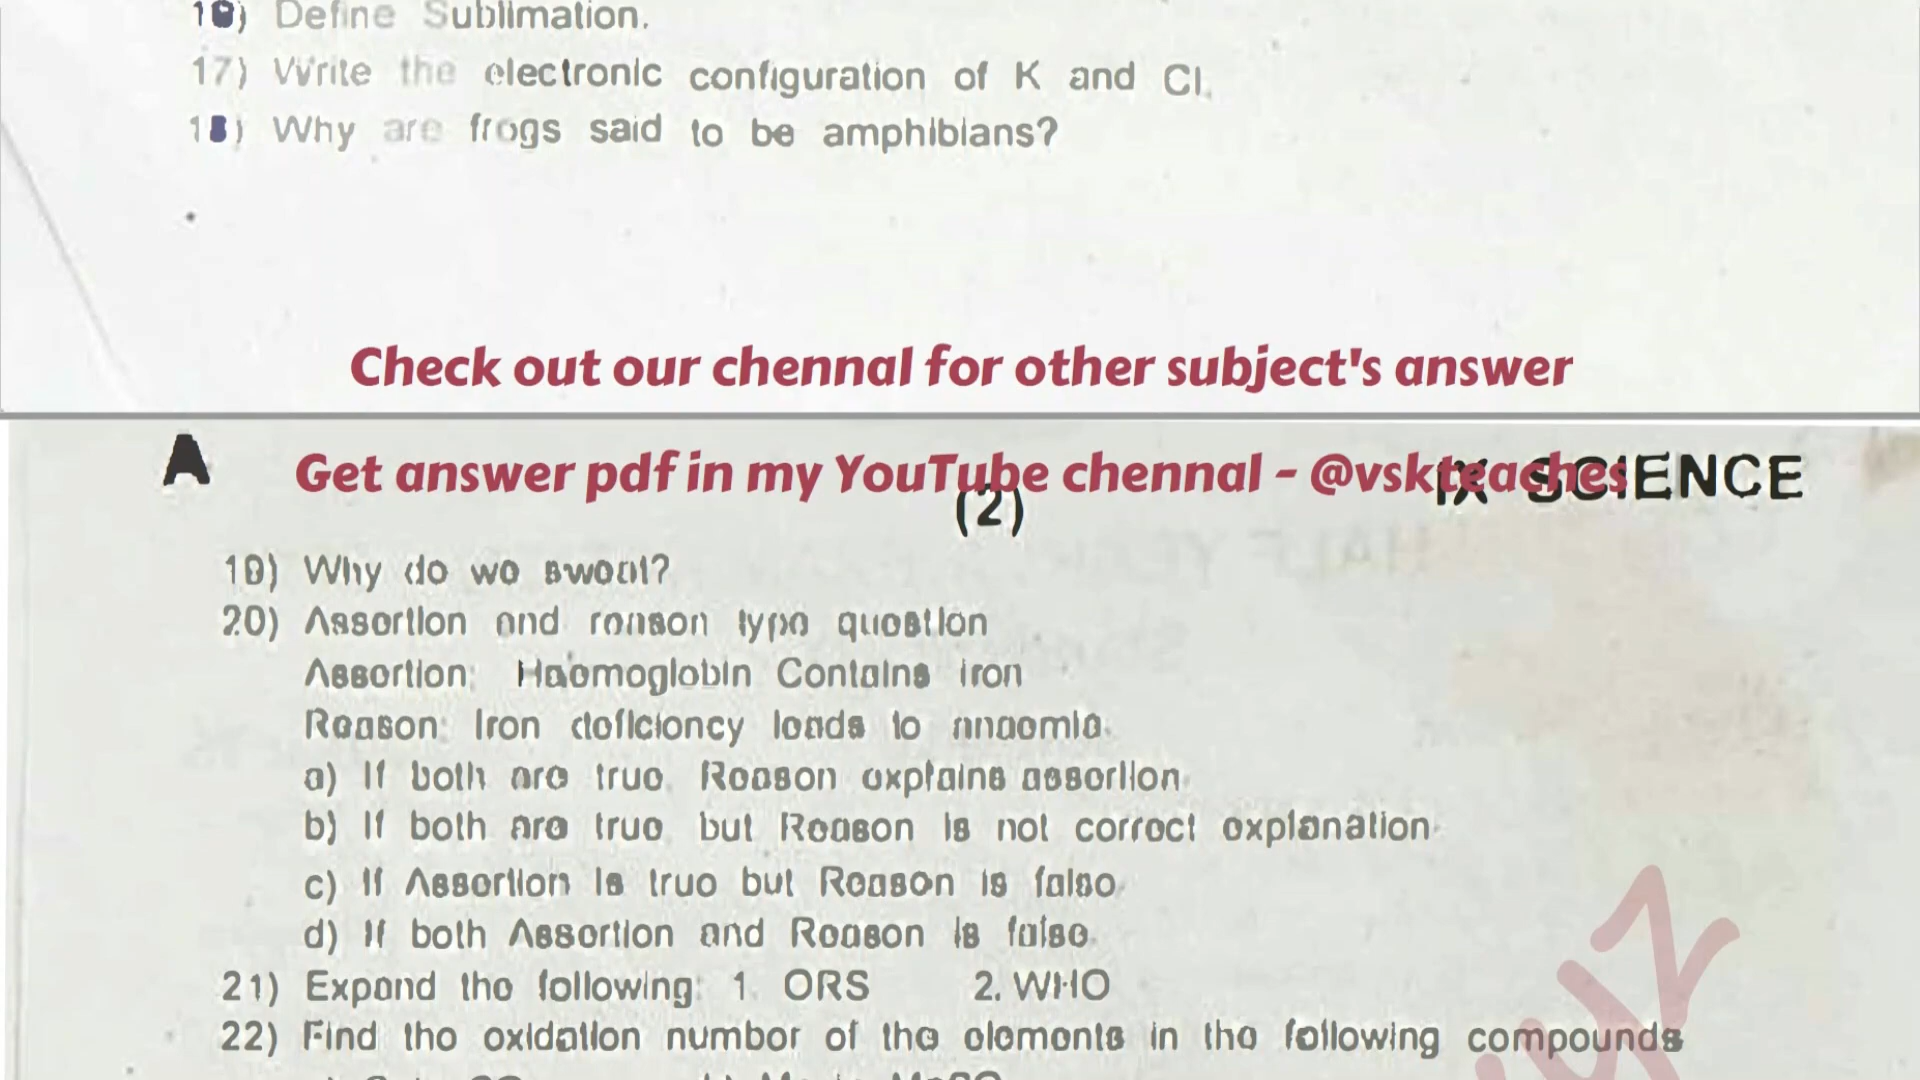 16) Define Sublimation.
17) Write the electronic configuration of K and Cl.
18) Why are frogs said to be amphibians?
Check out our chennal for other subject's answer
A
Get answer pdf in my YouTube chennal - @vskteaches
IX SCIENCE
(2)
19) Why do we sweat?
20) Assertion and reason type question
Assertion: Haemoglobin Contains iron
Reason: Iron deficiency leads to anaemia.
a) If both are true. Reason explains assertion
b) If both are true but Reason is not correct explanation
c) If Assertion is true but Reason is false
d) If both Assertion and Reason is false.
21) Expand the following: 1. ORS 2. WHO
22) Find the oxidation number of the elements in the following compounds